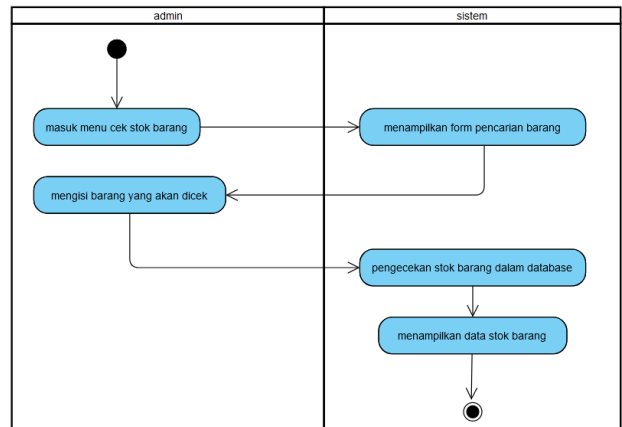 admin
sistem
masuk menu cek stok barang
menampilkan form pencarian barang
mengisi barang yang akan dicek
pengecekan stok barang dalam database
menampilkan data stok barang